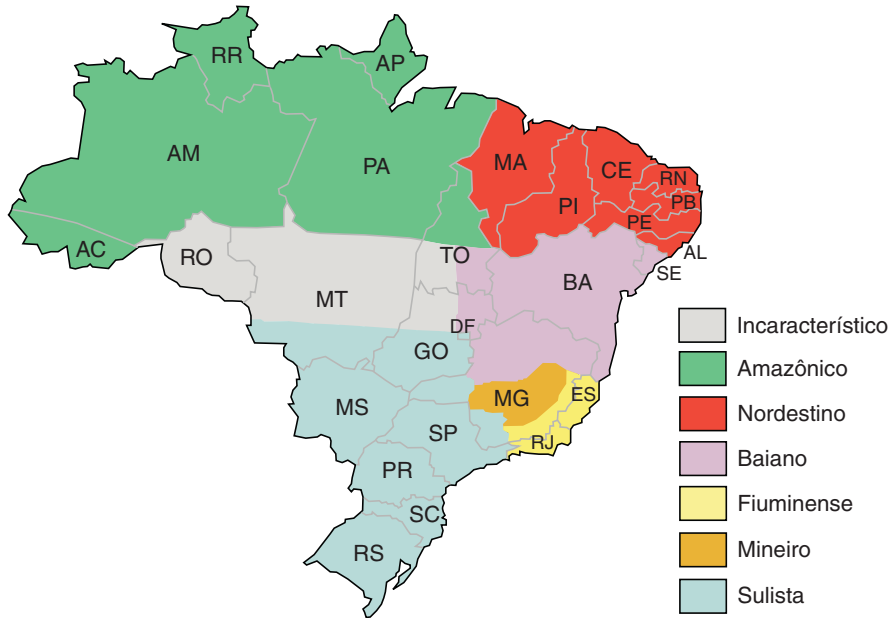 RR
AP
AM
PA
MA
CE
RN
PB
PI
PE
AL
AC
RO
TO
SE
BA
MT
DF
GO
MS
MG
ES
SP
RJ
PR
SC
RS
Incaracterístico
Amazônico
Nordestino
Baiano
Fiuminense
Mineiro
Sulista